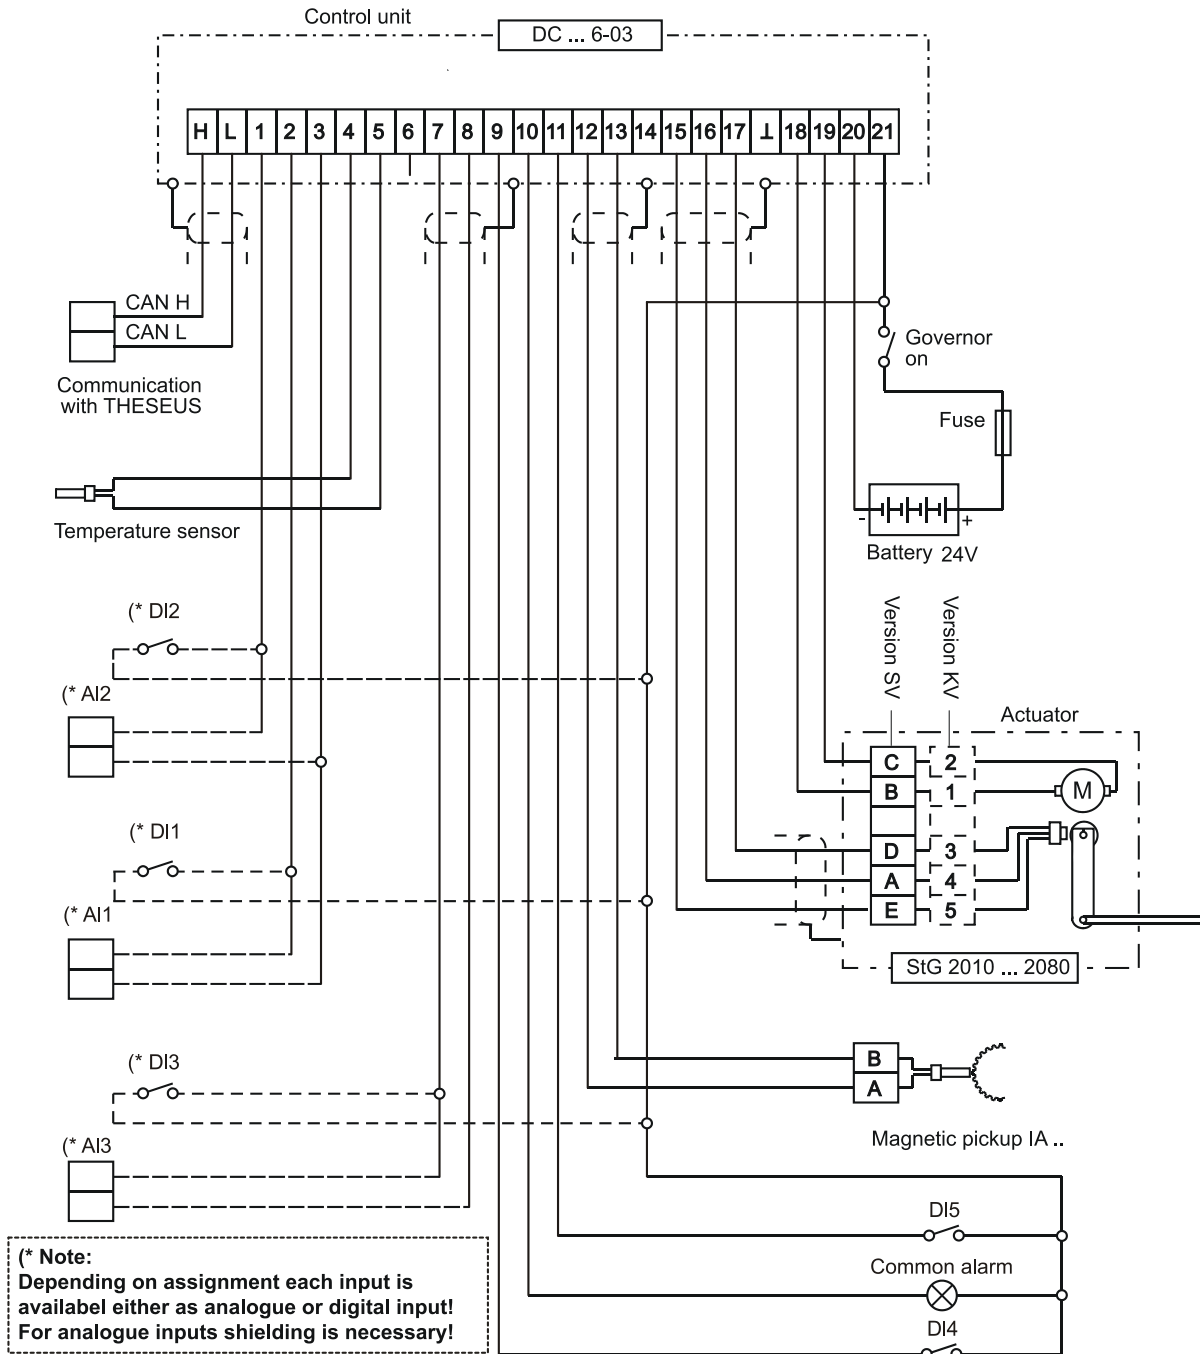 Control unit
DC ... 6-03
H L 1 2 3 4 5 6 7 8 9 10 11 12 13 14 15 16 17 ⊥ 18 19 20 21
CAN H
CAN L
Communication
with THESEUS
Governor
on
Fuse
Temperature sensor
- +
Battery 24V
(* DI2
(* AI2
Version SV
Version KV
Actuator
C 2
B 1
M
D 3
A 4
E 5
StG 2010 ... 2080
(* DI1
(* AI1
(* DI3
(* AI3
B
A
Magnetic pickup IA ..
DI5
Common alarm
DI4
(* Note:
Depending on assignment each input is
availabel either as analogue or digital input!
For analogue inputs shielding is necessary!